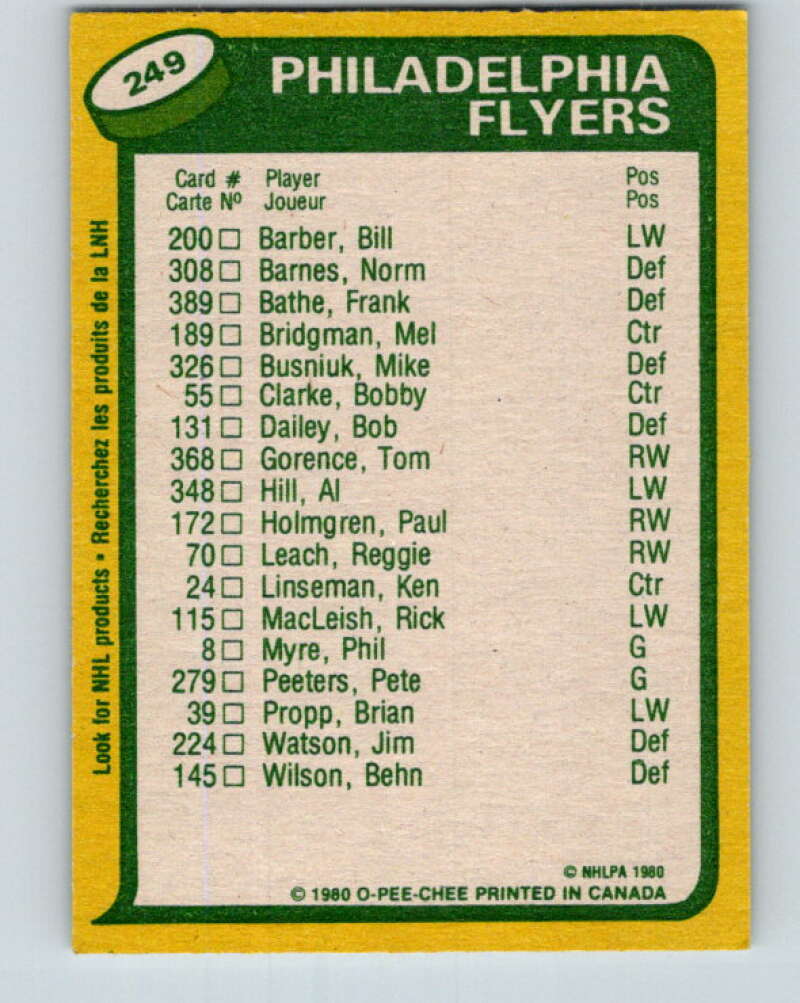 249
PHILADELPHIA
FLYERS
Card # Player Pos
Carte Nº Joueur Pos
200 □ Barber, Bill LW
308 □ Barnes, Norm Def
389 □ Bathe, Frank Def
189 □ Bridgman, Mel Ctr
326 □ Busniuk, Mike Def
55 □ Clarke, Bobby Ctr
131 □ Dailey, Bob Def
368 □ Gorence, Tom RW
348 □ Hill, Al LW
172 □ Holmgren, Paul RW
70 □ Leach, Reggie RW
24 □ Linseman, Ken Ctr
115 □ MacLeish, Rick LW
8 □ Myre, Phil G
279 □ Peeters, Pete G
39 □ Propp, Brian LW
224 □ Watson, Jim Def
145 □ Wilson, Behn Def
© NHLPA 1980
© 1980 O-PEE-CHEE PRINTED IN CANADA
Look for NHL products • Recherchez les produits de la LNH